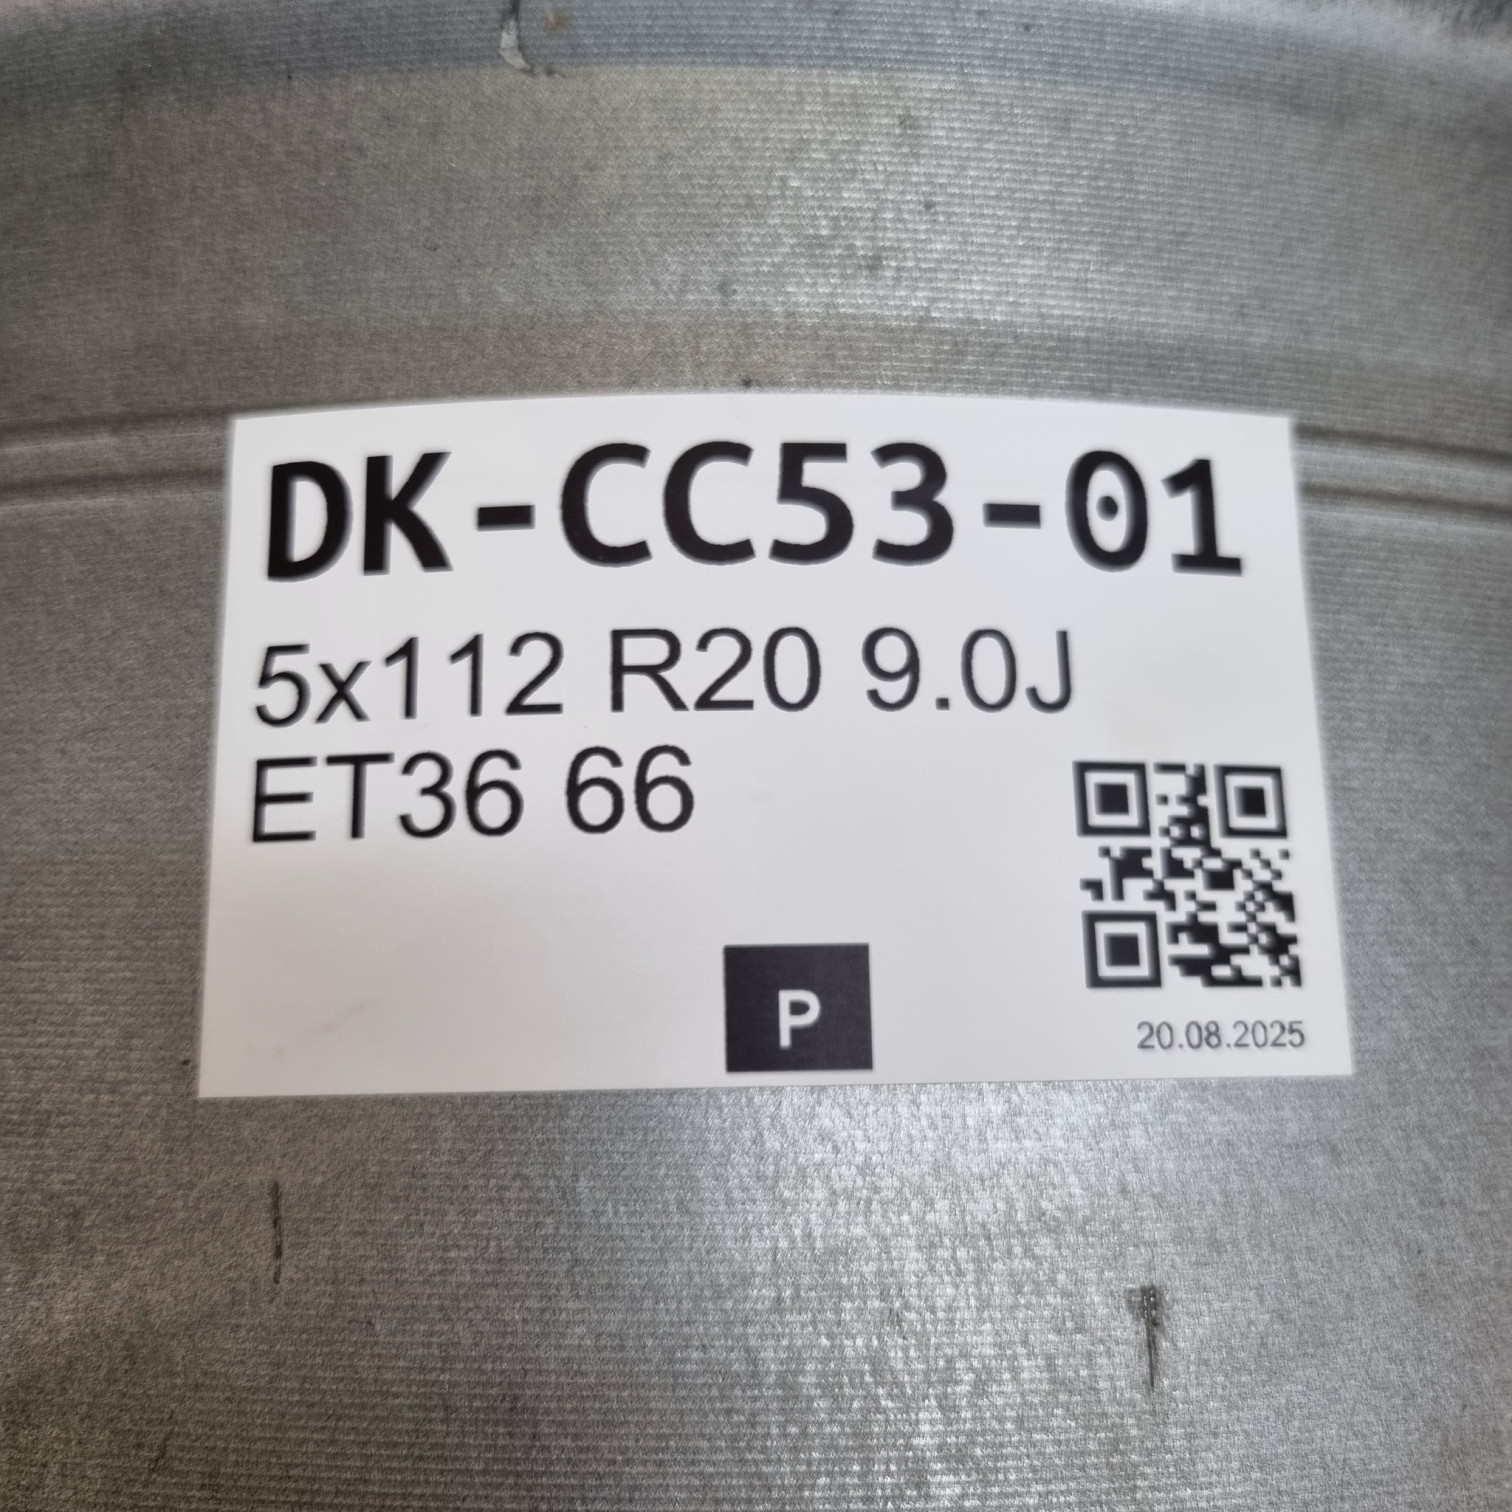 DK-CC53-01
5x112 R20 9.0J
ET36 66
P
20.08.2025